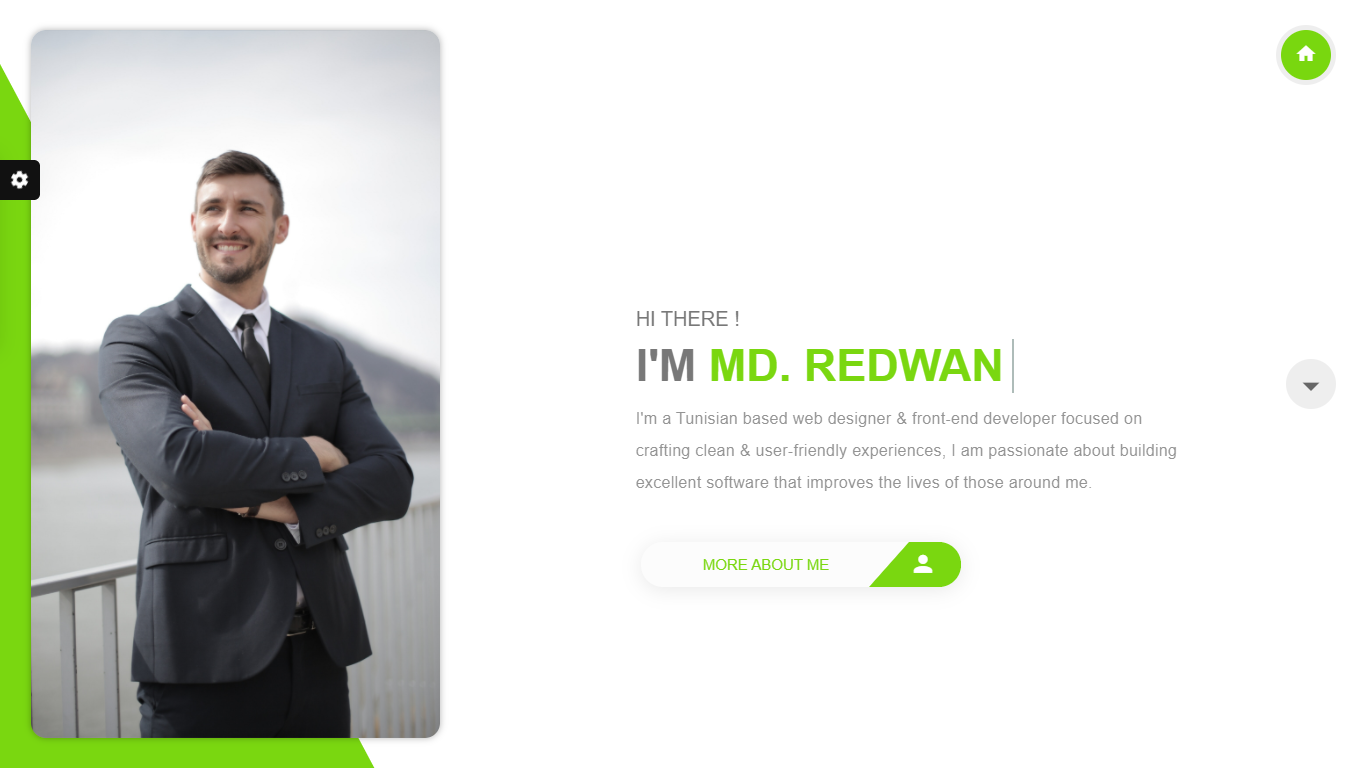 HI THERE !
I'M MD. REDWAN
I'm a Tunisian based web designer & front-end developer focused on
crafting clean & user-friendly experiences, I am passionate about building
excellent software that improves the lives of those around me.
MORE ABOUT ME